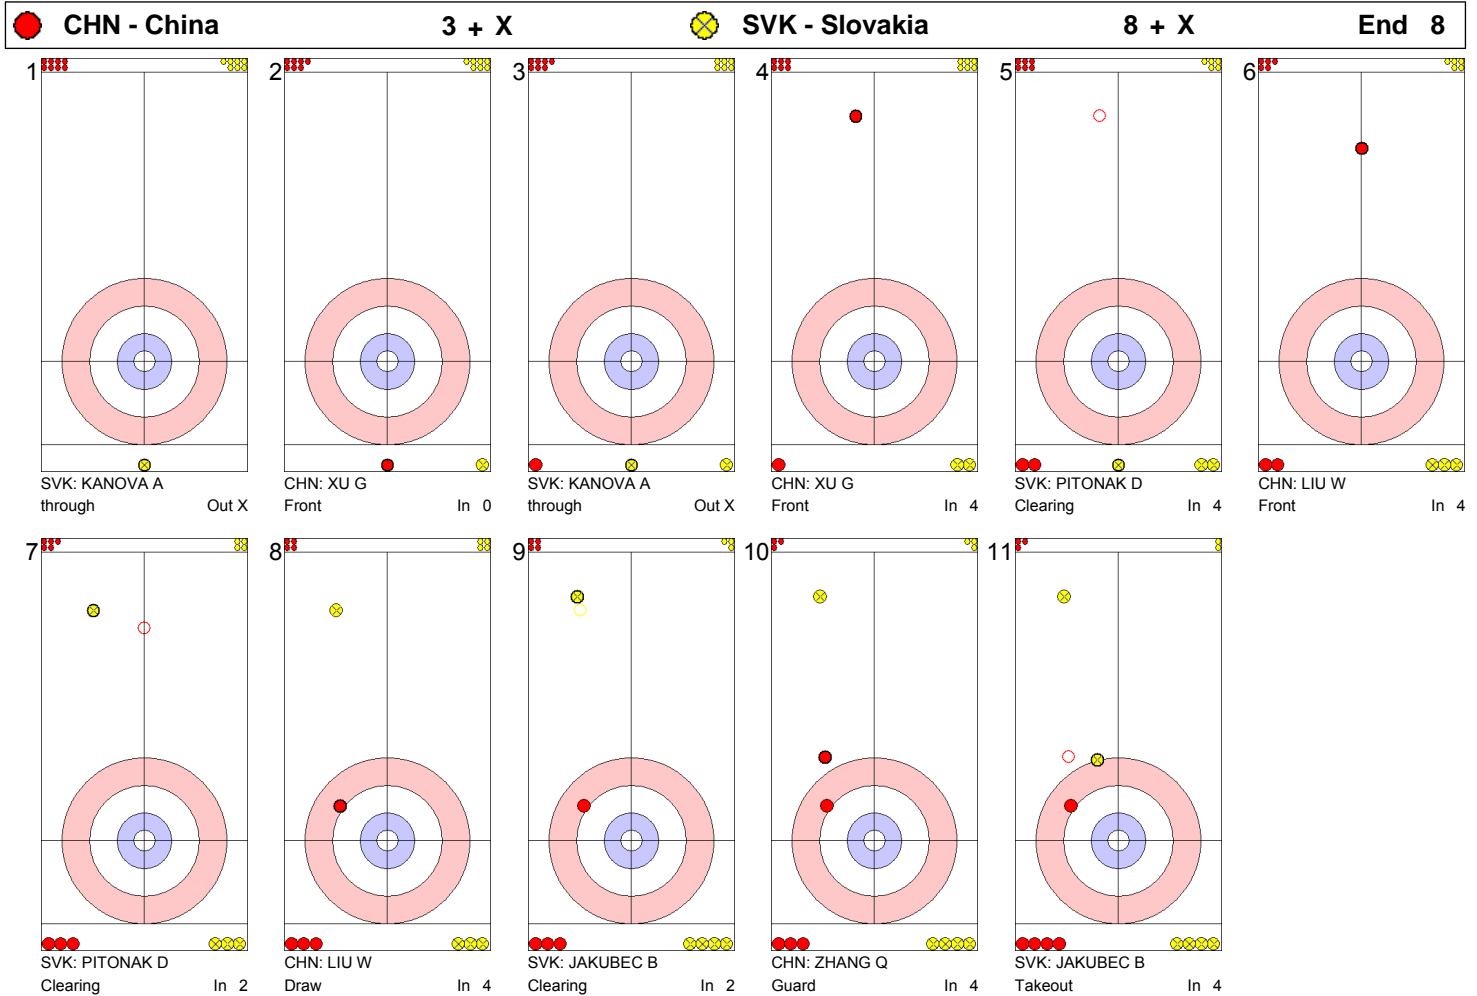 CHN - China 3 + X SVK - Slovakia 8 + X End 8
1 2 3 4 5 6
SVK: KANOVA A CHN: XU G SVK: KANOVA A CHN: XU G SVK: PITONAK D CHN: LIU W
through Out X Front In 0 through Out X Front In 4 Clearing In 4 Front In 4
7 8 9 10 11
SVK: PITONAK D CHN: LIU W SVK: JAKUBEC B CHN: ZHANG Q SVK: JAKUBEC B
Clearing In 2 Draw In 4 Clearing In 2 Guard In 4 Takeout In 4